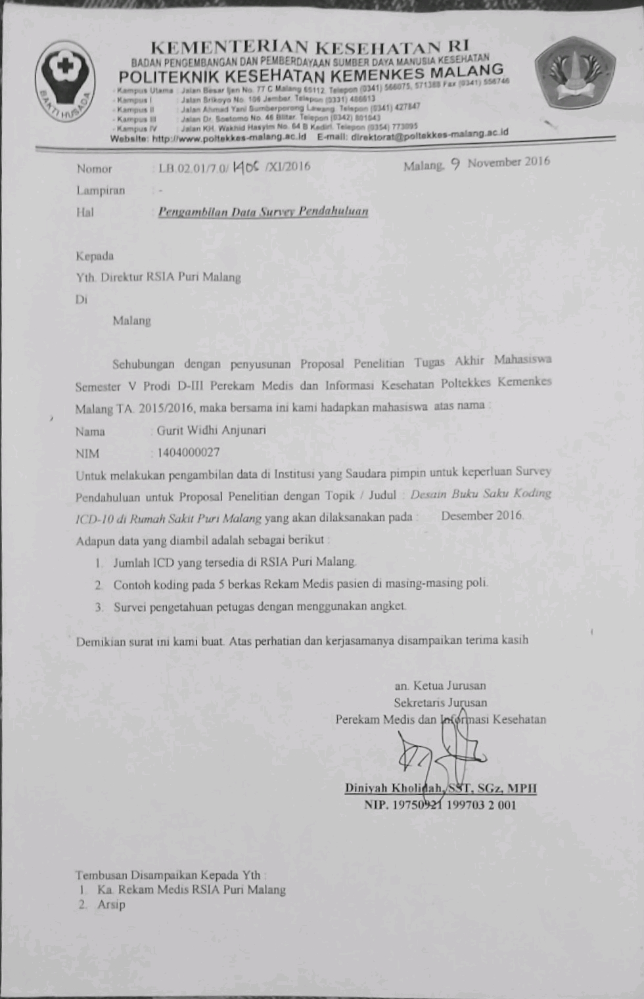 BAKTI HUSADA
KEMENTERIAN KESEHATAN RI
BADAN PENGEMBANGAN DAN PEMBERDAYAAN SUMBER DAYA MANUSIA KESEHATAN
POLITEKNIK KESEHATAN KEMENKES MALANG
- Kampus Utama : Jalan Besar Ijen No. 77 C Malang 65112. Telepon (0341) 566075, 571388 Fax (0341) 556746
- Kampus I : Jalan Srikoyo No. 106 Jember. Telepon (0331) 486613
- Kampus II : Jalan Ahmad Yani Sumberporong Lawang. Telepon (0341) 427847
- Kampus III : Jalan Dr. Soetomo No. 46 Blitar. Telepon (0342) 801043
- Kampus IV : Jalan KH. Wakhid Hasyim No. 64 B Kediri. Telepon (0354) 773095
Website: http://www.poltekkes-malang.ac.id E-mail: direktorat@poltekkes-malang.ac.id
Nomor : LB.02.01/7.0/ /XI/2016 Malang, 9 November 2016
Lampiran : -
Hal : Pengambilan Data Survey Pendahuluan
Kepada
Yth. Direktur RSIA Puri Malang
Di
Malang
Sehubungan dengan penyusunan Proposal Penelitian Tugas Akhir Mahasiswa
Semester V Prodi D-III Perekam Medis dan Informasi Kesehatan Poltekkes Kemenkes
Malang TA. 2015/2016, maka bersama ini kami hadapkan mahasiswa atas nama :
Nama : Gurit Widhi Anjunari
NIM : 1404000027
Untuk melakukan pengambilan data di Institusi yang Saudara pimpin untuk keperluan Survey
Pendahuluan untuk Proposal Penelitian dengan Topik / Judul : Desain Buku Saku Koding
ICD-10 di Rumah Sakit Puri Malang yang akan dilaksanakan pada : Desember 2016.
Adapun data yang diambil adalah sebagai berikut :
1. Jumlah ICD yang tersedia di RSIA Puri Malang.
2. Contoh koding pada 5 berkas Rekam Medis pasien di masing-masing poli.
3. Survei pengetahuan petugas dengan menggunakan angket.
Demikian surat ini kami buat. Atas perhatian dan kerjasamanya disampaikan terima kasih
an. Ketua Jurusan
Sekretaris Jurusan
Perekam Medis dan Informasi Kesehatan
Diniyah Kholidah, SST, SGz, MPH
NIP. 19750921 199703 2 001
Tembusan Disampaikan Kepada Yth :
1. Ka. Rekam Medis RSIA Puri Malang
2. Arsip